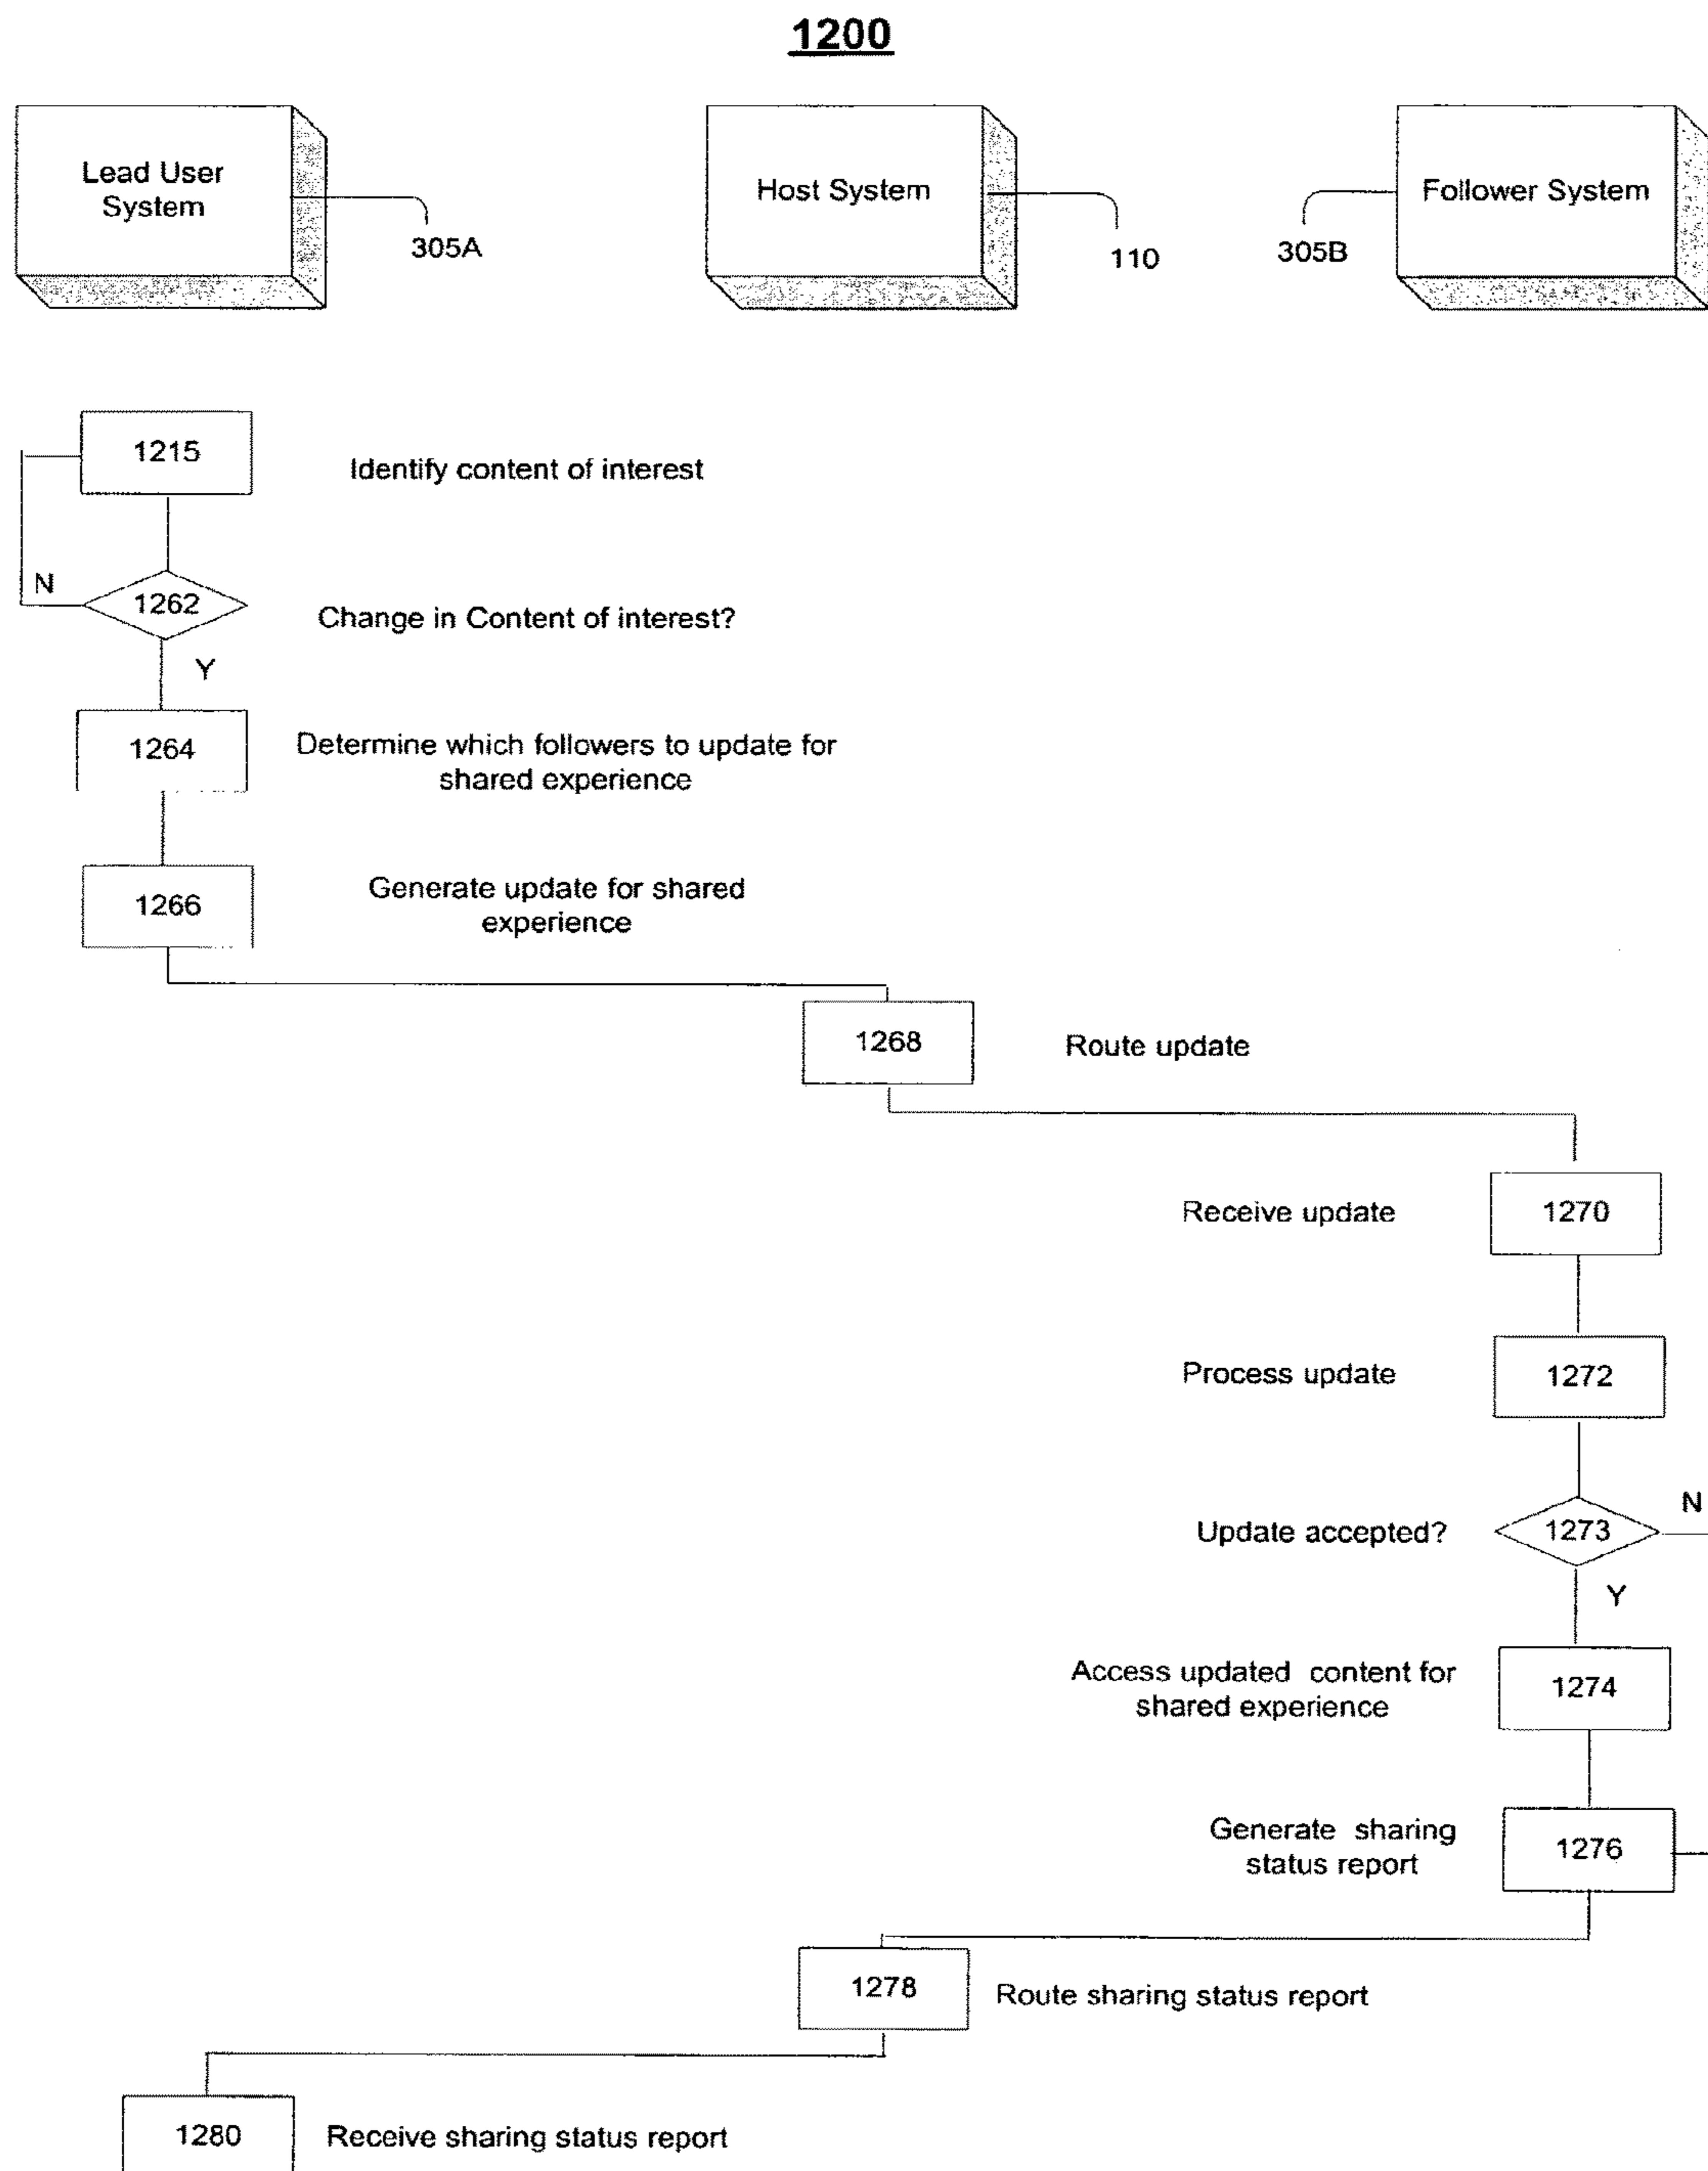 1200
Lead User
System
305A
Host System
110
305B
Follower System
1215
Identify content of interest
N
1262
Change in Content of interest?
Y
1264
Determine which followers to update for
shared experience
1266
Generate update for shared
experience
1268
Route update
Receive update
1270
Process update
1272
Update accepted?
1273
N
Y
Access updated content for
shared experience
1274
Generate sharing
status report
1276
1278
Route sharing status report
1280
Receive sharing status report